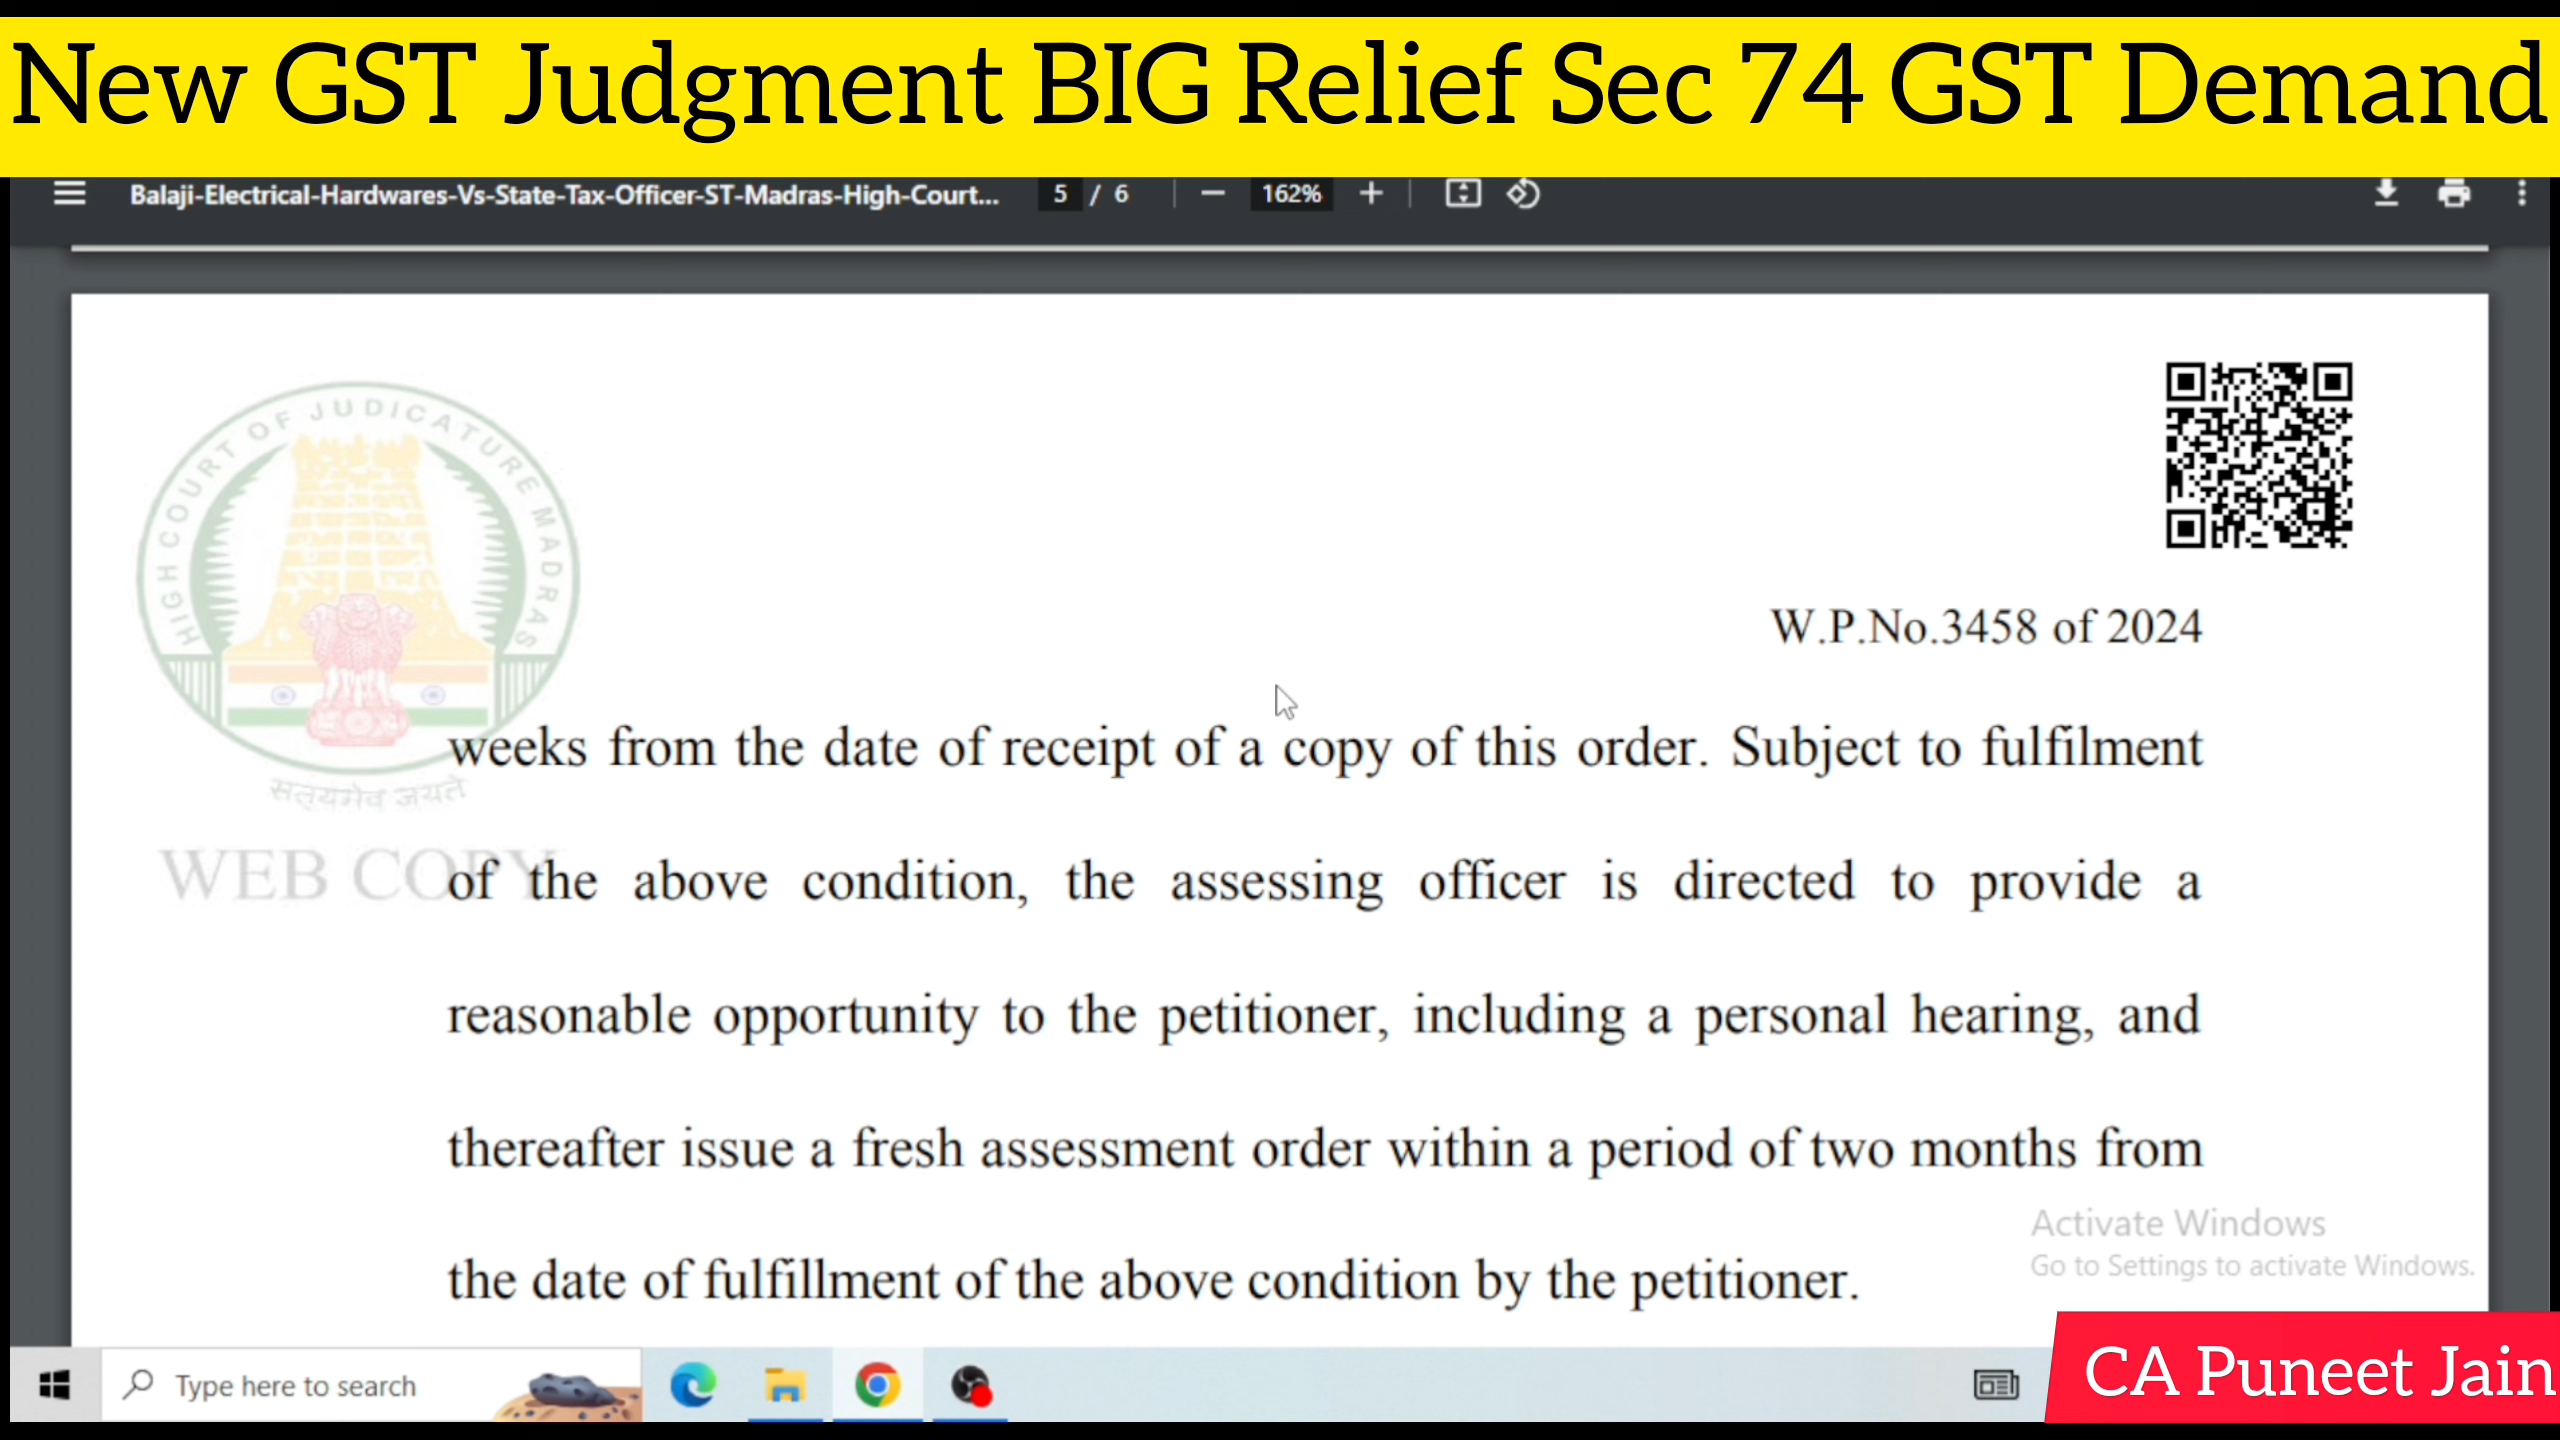 New GST Judgment BIG Relief Sec 74 GST Demand
Balaji-Electrical-Hardwares-Vs-State-Tax-Officer-ST-Madras-High-Court... 5 / 6 162%
HIGH COURT OF JUDICATURE MADRAS
सत्यमेव जयते
WEB COPY
W.P.No.3458 of 2024
weeks from the date of receipt of a copy of this order. Subject to fulfilment
of the above condition, the assessing officer is directed to provide a
reasonable opportunity to the petitioner, including a personal hearing, and
thereafter issue a fresh assessment order within a period of two months from
the date of fulfillment of the above condition by the petitioner.
Activate Windows
Go to Settings to activate Windows.
Type here to search
CA Puneet Jain